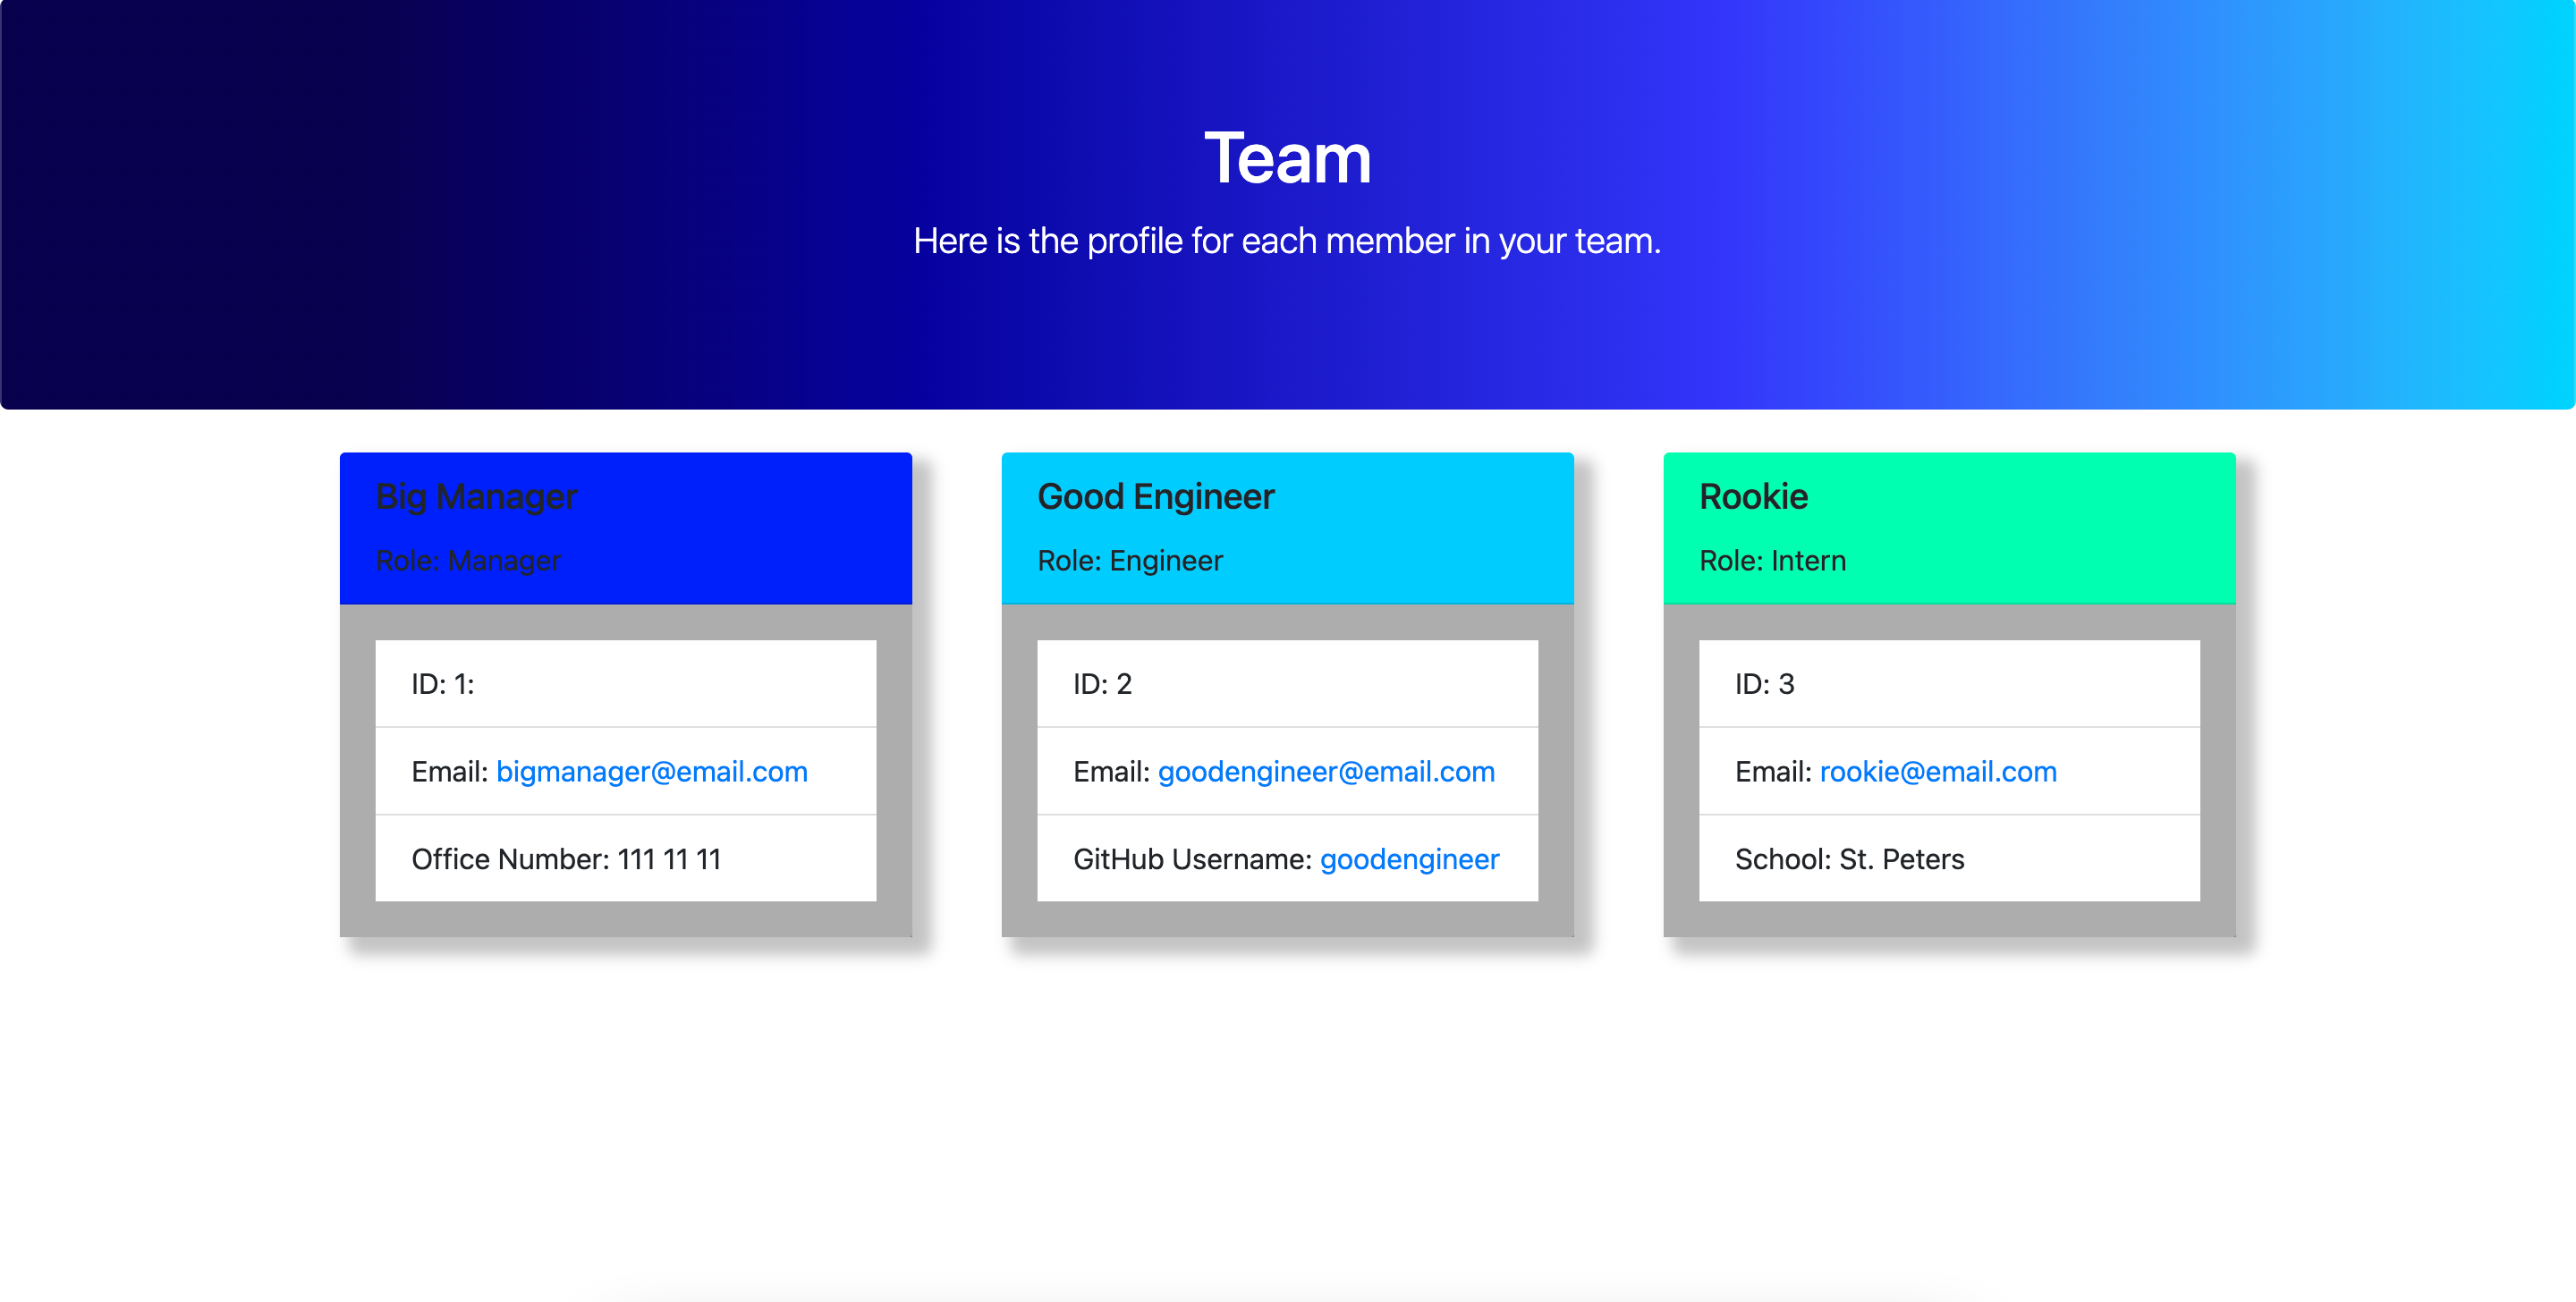 Team
Here is the profile for each member in your team.
Big Manager
Role: Manager
ID: 1:
Email: bigmanager@email.com
Office Number: 111 11 11
Good Engineer
Role: Engineer
ID: 2
Email: goodengineer@email.com
GitHub Username: goodengineer
Rookie
Role: Intern
ID: 3
Email: rookie@email.com
School: St. Peters